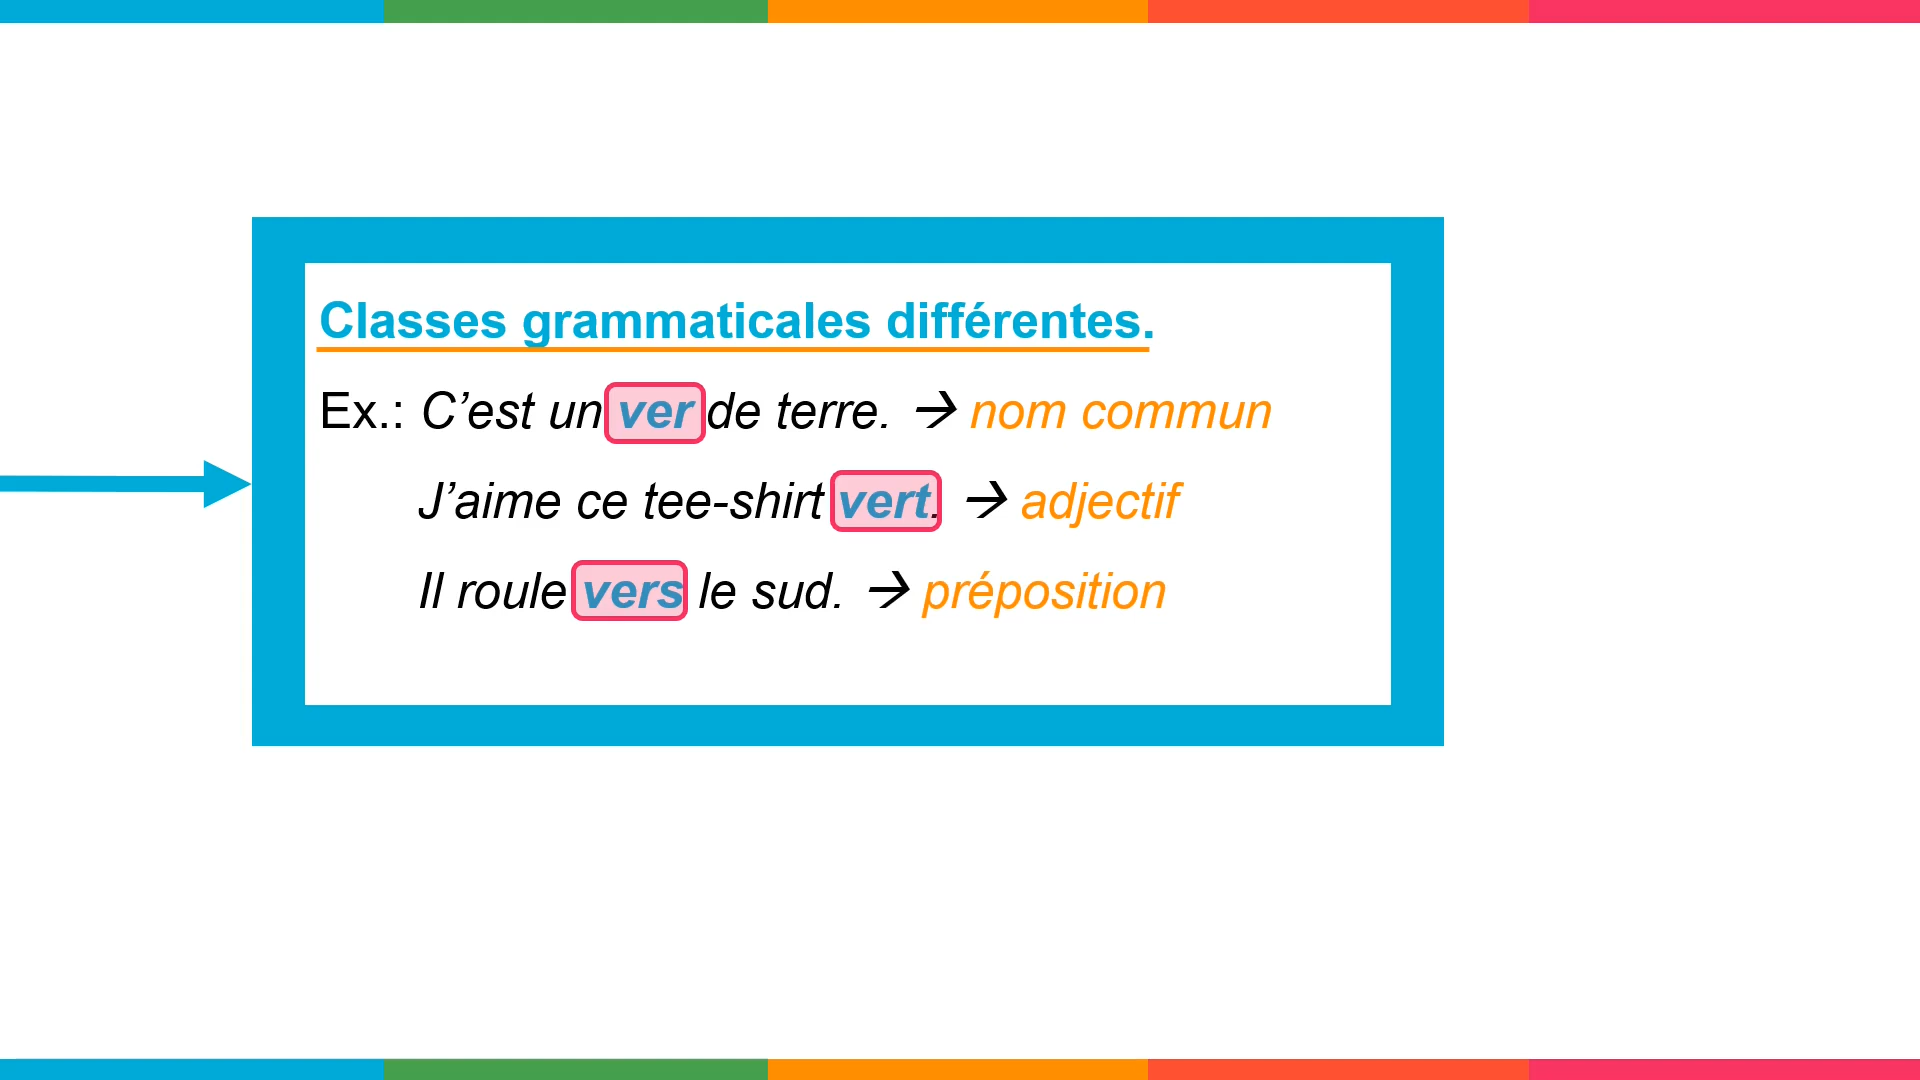 Classes grammaticales différentes.
Ex.: C’est un ver de terre. → nom commun
J’aime ce tee-shirt vert. → adjectif
Il roule vers le sud. → préposition